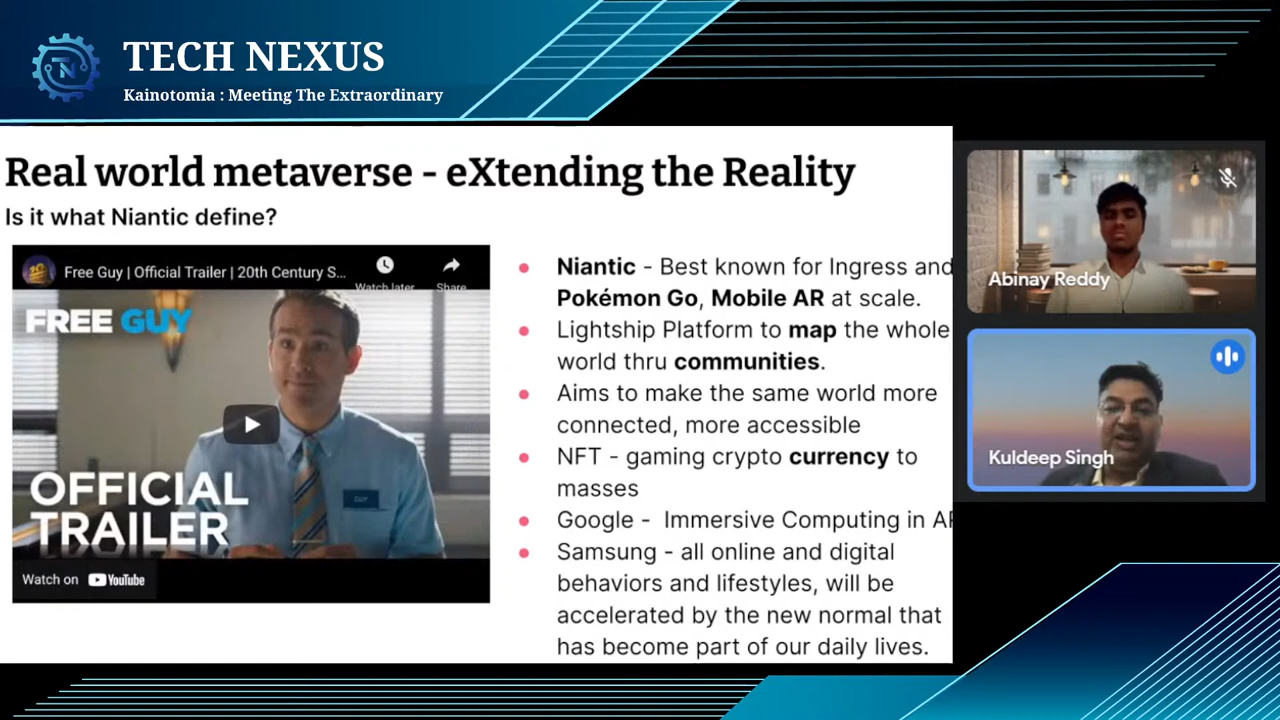 TECH NEXUS
Kainotomia : Meeting The Extraordinary
Real world metaverse - eXtending the Reality
Is it what Niantic define?
Free Guy | Official Trailer | 20th Century S...
Watch later
Share
FREE GUY
GUY
OFFICIAL
TRAILER
Watch on YouTube
Niantic - Best known for Ingress and
Pokémon Go, Mobile AR at scale.
Lightship Platform to map the whole
world thru communities.
Aims to make the same world more
connected, more accessible
NFT - gaming crypto currency to
masses
Google - Immersive Computing in
Samsung - all online and digital
behaviors and lifestyles, will be
accelerated by the new normal that
has become part of our daily lives.
Abinay Reddy
Kuldeep Singh